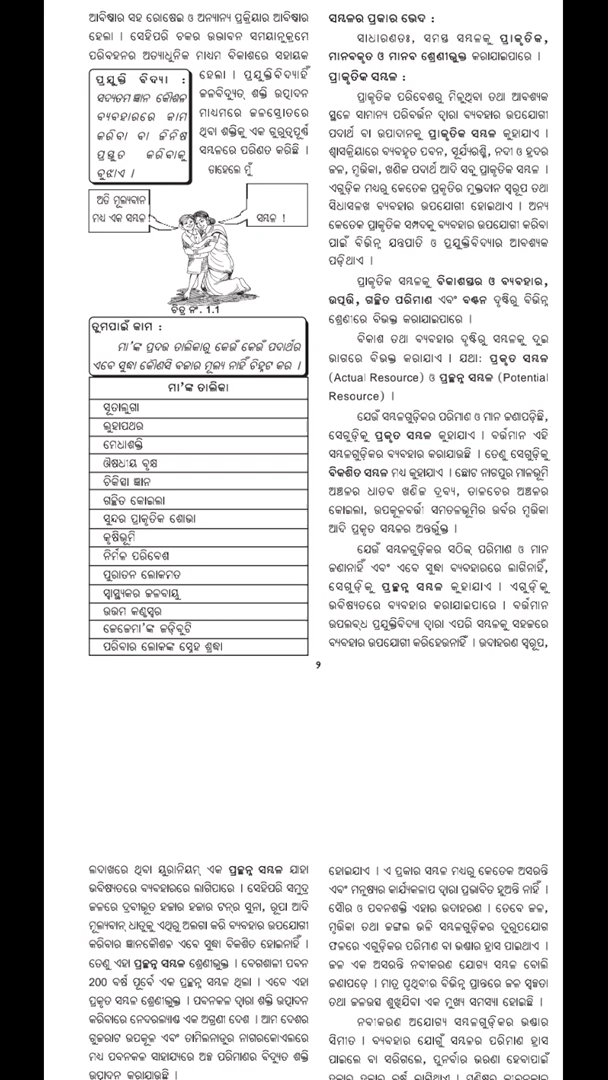 ଆବିଷ୍କାର ସହ ରୋଷେଇ ଓ ଅନ୍ୟାନ୍ୟ ପ୍ରକ୍ରିୟାର ଆବିଷ୍କାର
ହେଲା । ସେହିପରି ଚକର ଉଦ୍ଭାବନ ସମୟାନୁକ୍ରମେ
ପରିବହନର ଅତ୍ୟାଧୁନିକ ମାଧ୍ୟମ ବିକାଶରେ ସହାୟକ
ହେଲା । ପ୍ରଯୁକ୍ତି ବିଦ୍ୟାହିଁ
ଜଳବିଦ୍ୟୁତ୍ ଶକ୍ତି ଉତ୍ପାଦନ
ମାଧ୍ୟମରେ ଜଳସ୍ରୋତରେ
ଥିବା ଶକ୍ତିକୁ ଏକ ଗୁରୁତ୍ୱପୂର୍ଣ୍ଣ
ସମ୍ବଳରେ ପରିଣତ କରିଛି ।
ପ୍ରଯୁକ୍ତି ବିଦ୍ୟା :
ସଦ୍ୟତମ ଜ୍ଞାନ କୌଶଳ
ବ୍ୟବହାରରେ କାମ
କରିବା ବା ଜିନିଷ
ପ୍ରସ୍ତୁତ କରିବାକୁ
ବୁଝାଏ ।
ତାହେଲେ ମୁଁ
ଅତି ମୂଲ୍ୟବାନ
ମଧ୍ୟ ଏକ ସମ୍ବଳ
ସମ୍ବଳ !
ଚିତ୍ର ନଂ. 1.1
ତୁମପାଇଁ କାମ :
ମା'ଙ୍କ ପ୍ରଦତ୍ତ ତାଲିକାରୁ କେଉଁ କେଉଁ ପଦାର୍ଥର
ଏବେ ସୁଦ୍ଧା କୌଣସି ବଜାର ମୂଲ୍ୟ ନାହିଁ ଚିହ୍ନଟ କର ।
ମା'ଙ୍କ ତାଲିକା
ସୂତାଲୁଗା
ଲୁହାପଥର
ମେଧାଶକ୍ତି
ଔଷଧୀୟ ବୃକ୍ଷ
ଚିକିତ୍ସା ଜ୍ଞାନ
ଗଚ୍ଛିତ କୋଇଲା
ସୁନ୍ଦର ପ୍ରାକୃତିକ ଶୋଭା
କୃଷିଭୂମି
ନିର୍ମଳ ପରିବେଶ
ପୁରାତନ ଲୋକମତ
ସ୍ୱାସ୍ଥ୍ୟକର ଜଳବାୟୁ
ଉତ୍ତମ କଣ୍ଠସ୍ୱର
ଜେଜେମା'ଙ୍କ ଜଡ଼ିବୁଟି
ପରିବାର ଲୋକଙ୍କ ସ୍ନେହ ଶ୍ରଦ୍ଧା
ସମ୍ବଳର ପ୍ରକାର ଭେଦ :
ସାଧାରଣତଃ, ସମସ୍ତ ସମ୍ବଳକୁ ପ୍ରାକୃତିକ,
ମାନବକୃତ ଓ ମାନବ ଶ୍ରେଣୀଭୁକ୍ତ କରାଯାଇପାରେ ।
ପ୍ରାକୃତିକ ସମ୍ବଳ :
ପ୍ରାକୃତିକ ପରିବେଶରୁ ମିଳୁଥିବା ତଥା ଆବଶ୍ୟକ
ସ୍ଥଳେ ସାମାନ୍ୟ ପରିବର୍ତ୍ତନ ଦ୍ୱାରା ବ୍ୟବହାର ଉପଯୋଗୀ
ପଦାର୍ଥ ବା ଉପାଦାନକୁ ପ୍ରାକୃତିକ ସମ୍ବଳ କୁହାଯାଏ ।
ଶ୍ୱାସକ୍ରିୟାରେ ବ୍ୟବହୃତ ପବନ, ସୂର୍ଯ୍ୟରଶ୍ମି, ନଦୀ ଓ ହ୍ରଦର
ଜଳ, ମୃତ୍ତିକା, ଖଣିଜ ପଦାର୍ଥ ଆଦି ସବୁ ପ୍ରାକୃତିକ ସମ୍ବଳ ।
ଏଗୁଡ଼ିକ ମଧ୍ୟରୁ କେତେକ ପ୍ରକୃତିର ମୁକ୍ତଦାନ ସ୍ୱରୂପ ତଥା
ସିଧାସଳଖ ବ୍ୟବହାର ଉପଯୋଗୀ ହୋଇଥାଏ । ଅନ୍ୟ
କେତେକ ପ୍ରାକୃତିକ ସମ୍ପଦକୁ ବ୍ୟବହାର ଉପଯୋଗୀ କରିବା
ପାଇଁ ବିଭିନ୍ନ ଯନ୍ତ୍ରପାତି ଓ ପ୍ରଯୁକ୍ତିବିଦ୍ୟାର ଆବଶ୍ୟକ
ପଡ଼ିଥାଏ ।
ପ୍ରାକୃତିକ ସମ୍ବଳକୁ ବିକାଶସ୍ତର ଓ ବ୍ୟବହାର,
ଉତ୍ପତ୍ତି, ଗଚ୍ଛିତ ପରିମାଣ ଏବଂ ବଣ୍ଟନ ଦୃଷ୍ଟିରୁ ବିଭିନ୍ନ
ଶ୍ରେଣୀରେ ବିଭକ୍ତ କରାଯାଇପାରେ ।
ବିକାଶ ତଥା ବ୍ୟବହାର ଦୃଷ୍ଟିରୁ ସମ୍ବଳକୁ ଦୁଇ
ଭାଗରେ ବିଭକ୍ତ କରାଯାଏ । ଯଥା: ପ୍ରକୃତ ସମ୍ବଳ
(Actual Resource) ଓ ପ୍ରଚ୍ଛନ୍ନ ସମ୍ବଳ (Potential
Resource) ।
ଯେଉଁ ସମ୍ବଳଗୁଡ଼ିକର ପରିମାଣ ଓ ମାନ ଜଣାପଡ଼ିଛି,
ସେଗୁଡ଼ିକୁ ପ୍ରକୃତ ସମ୍ବଳ କୁହାଯାଏ । ବର୍ତ୍ତମାନ ଏହି
ସମ୍ବଳଗୁଡ଼ିକର ବ୍ୟବହାର କରାଯାଉଛି । ତେଣୁ ସେଗୁଡ଼ିକୁ
ବିକଶିତ ସମ୍ବଳ ମଧ୍ୟ କୁହାଯାଏ । ଛୋଟ ନାଗପୁର ମାଳଭୂମି
ଅଞ୍ଚଳର ଧାତବ ଖଣିଜ ଦ୍ରବ୍ୟ, ତାଳଚେର ଅଞ୍ଚଳର
କୋଇଲା, ଉପକୂଳବର୍ତ୍ତୀ ସମତଳଭୂମିର ଉର୍ବର ମୃତ୍ତିକା
ଆଦି ପ୍ରକୃତ ସମ୍ବଳର ଅନ୍ତର୍ଭୁକ୍ତ ।
ଯେଉଁ ସମ୍ବଳଗୁଡ଼ିକର ସଠିକ୍ ପରିମାଣ ଓ ମାନ
ଜଣାନାହିଁ ଏବଂ ଏବେ ସୁଦ୍ଧା ବ୍ୟବହାରରେ ଲାଗିନାହିଁ,
ସେଗୁଡ଼ିକୁ ପ୍ରଚ୍ଛନ୍ନ ସମ୍ବଳ କୁହାଯାଏ । ଏଗୁଡ଼ିକୁ
ଭବିଷ୍ୟତରେ ବ୍ୟବହାର କରାଯାଇପାରେ । ବର୍ତ୍ତମାନ
ଉପଲବ୍ଧ ପ୍ରଯୁକ୍ତିବିଦ୍ୟା ଦ୍ୱାରା ଏପରି ସମ୍ବଳକୁ ସହଜରେ
ବ୍ୟବହାର ଉପଯୋଗୀ କରିହେଉନାହିଁ । ଉଦାହରଣ ସ୍ୱରୂପ,
୨
ଲଦାଖରେ ଥିବା ୟୁରାନିୟମ୍ ଏକ ପ୍ରଚ୍ଛନ୍ନ ସମ୍ବଳ ଯାହା
ଭବିଷ୍ୟତରେ ବ୍ୟବହାରରେ ଲାଗିପାରେ । ସେହିପରି ସମୁଦ୍ର
ଜଳରେ ଦ୍ରବୀଭୂତ ହଜାର ହଜାର ଟନ୍‌ର ସୁନା, ରୂପା ଆଦି
ମୂଲ୍ୟବାନ୍ ଧାତୁକୁ ଏଥିରୁ ଅଲଗା କରି ବ୍ୟବହାର ଉପଯୋଗୀ
କରିବାର ଜ୍ଞାନକୌଶଳ ଏବେ ସୁଦ୍ଧା ବିକଶିତ ହୋଇନାହିଁ ।
ତେଣୁ ଏହା ପ୍ରଚ୍ଛନ୍ନ ସମ୍ବଳ ଶ୍ରେଣୀଭୁକ୍ତ । ବେଗଶାଳୀ ପବନ
200 ବର୍ଷ ପୂର୍ବେ ଏକ ପ୍ରଚ୍ଛନ୍ନ ସମ୍ବଳ ଥିଲା । ଏବେ ଏହା
ପ୍ରକୃତ ସମ୍ବଳ ଶ୍ରେଣୀଭୁକ୍ତ । ପବନକଳ ଦ୍ୱାରା ଶକ୍ତି ଉତ୍ପାଦନ
କରିବାରେ ନେଦରଲ୍ୟାଣ୍ଡ ଏକ ଅଗ୍ରଣୀ ଦେଶ । ଆମ ଦେଶର
ଗୁଜରାଟ ଉପକୂଳ ଏବଂ ତାମିଲନାଡୁର ନାଗରକୋଏଲରେ
ମଧ୍ୟ ପବନକଳ ସାହାଯ୍ୟରେ ଅଳ୍ପ ପରିମାଣର ବିଦ୍ୟୁତ ଶକ୍ତି
ଉତ୍ପାଦନ କରାଯାଉଛି ।
ହୋଇଯାଏ । ଏ ପ୍ରକାର ସମ୍ବଳ ମଧ୍ୟରୁ କେତେକ ଅସରନ୍ତି
ଏବଂ ମନୁଷ୍ୟର କାର୍ଯ୍ୟକଳାପ ଦ୍ୱାରା ପ୍ରଭାବିତ ହୁଅନ୍ତି ନାହିଁ ।
ସୌର ଓ ପବନଶକ୍ତି ଏହାର ଉଦାହରଣ । ତେବେ ଜଳ,
ମୃତ୍ତିକା ତଥା ଜଙ୍ଗଲ ଭଳି ସମ୍ବଳଗୁଡ଼ିକର ଦୁରୁପଯୋଗ
ଫଳରେ ଏଗୁଡ଼ିକର ପରିମାଣ ବା ଭଣ୍ଡାର ହ୍ରାସ ପାଇଥାଏ ।
ଜଳ ଏକ ଅସରନ୍ତି ନବୀକରଣ ଯୋଗ୍ୟ ସମ୍ବଳ ବୋଲି
ଜଣାପଡ଼େ । ମାତ୍ର ପୃଥିବୀର ବିଭିନ୍ନ ପ୍ରାନ୍ତରେ ଜଳ ସ୍ୱଳ୍ପତା
ତଥା ଜଳଉତ୍ସ ଶୁଖିଯିବା ଏକ ମୁଖ୍ୟ ସମସ୍ୟା ହୋଇଛି ।
ନବୀକରଣ ଅଯୋଗ୍ୟ ସମ୍ବଳଗୁଡ଼ିକର ଭଣ୍ଡାର
ସିମୀତ । ବ୍ୟବହାର ଯୋଗୁଁ ସମ୍ବଳର ପରିମାଣ ହ୍ରାସ
ପାଇଲେ ବା ସରିଗଲେ, ପୁନର୍ବାର ଭରଣା ହେବାପାଇଁ